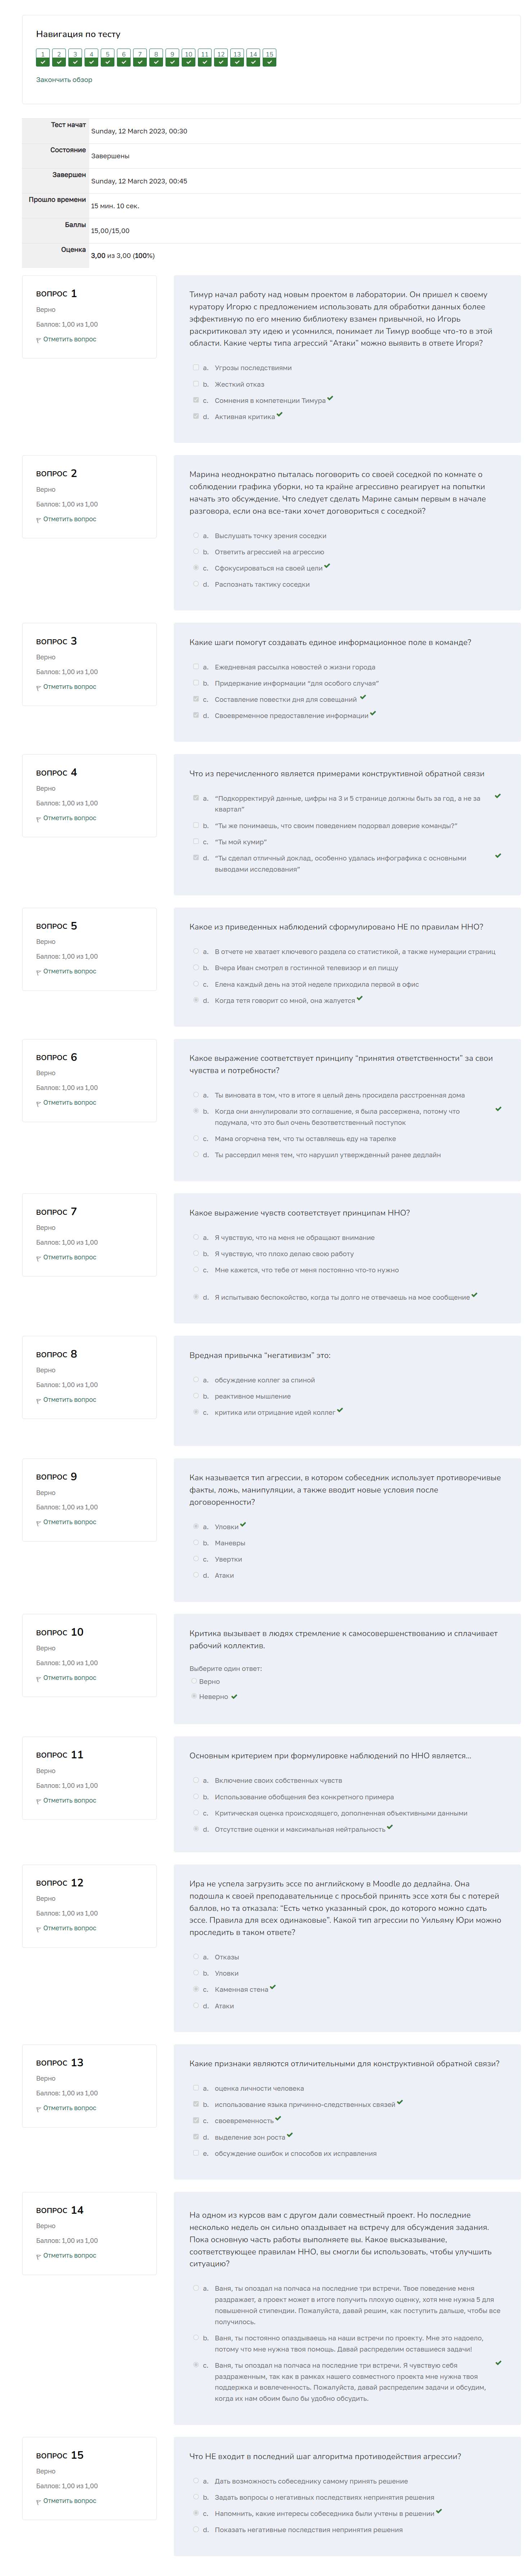 Навигация по тесту
1 2 3 4 5 6 7 8 9 10 11 12 13 14 15
Закончить обзор
Тест начат Sunday, 12 March 2023, 00:30
Состояние Завершены
Завершен Sunday, 12 March 2023, 00:45
Прошло времени 15 мин. 10 сек.
Баллы 15,00/15,00
Оценка 3,00 из 3,00 (100%)
ВОПРОС 1
Верно
Баллов: 1,00 из 1,00
Отметить вопрос
Тимур начал работу над новым проектом в лаборатории. Он пришел к своему
куратору Игорю с предложением использовать для обработки данных более
эффективную по его мнению библиотеку взамен привычной, но Игорь
раскритиковал эту идею и усомнился, понимает ли Тимур вообще что-то в этой
области. Какие черты типа агрессий “Атаки” можно выявить в ответе Игоря?
a. Угрозы последствиями
b. Жесткий отказ
c. Сомнения в компетенции Тимура
d. Активная критика
ВОПРОС 2
Верно
Баллов: 1,00 из 1,00
Отметить вопрос
Марина неоднократно пыталась поговорить со своей соседкой по комнате о
соблюдении графика уборки, но та крайне агрессивно реагирует на попытки
начать это обсуждение. Что следует сделать Марине самым первым в начале
разговора, если она все-таки хочет договориться с соседкой?
a. Выслушать точку зрения соседки
b. Ответить агрессией на агрессию
c. Сфокусироваться на своей цели
d. Распознать тактику соседки
ВОПРОС 3
Верно
Баллов: 1,00 из 1,00
Отметить вопрос
Какие шаги помогут создавать единое информационное поле в команде?
a. Ежедневная рассылка новостей о жизни города
b. Придержание информации “для особого случая”
c. Составление повестки дня для совещаний
d. Своевременное предоставление информации
ВОПРОС 4
Верно
Баллов: 1,00 из 1,00
Отметить вопрос
Что из перечисленного является примерами конструктивной обратной связи
a. “Подкорректируй данные, цифры на 3 и 5 странице должны быть за год, а не за
квартал”
b. “Ты же понимаешь, что своим поведением подорвал доверие команды?”
c. “Ты мой кумир”
d. “Ты сделал отличный доклад, особенно удалась инфографика с основными
выводами исследования”
ВОПРОС 5
Верно
Баллов: 1,00 из 1,00
Отметить вопрос
Какое из приведенных наблюдений сформулировано НЕ по правилам ННО?
a. В отчете не хватает ключевого раздела со статистикой, а также нумерации страниц
b. Вчера Иван смотрел в гостинной телевизор и ел пиццу
c. Елена каждый день на этой неделе приходила первой в офис
d. Когда тетя говорит со мной, она жалуется
ВОПРОС 6
Верно
Баллов: 1,00 из 1,00
Отметить вопрос
Какое выражение соответствует принципу “принятия ответственности” за свои
чувства и потребности?
a. Ты виновата в том, что в итоге я целый день просидела расстроенная дома
b. Когда они аннулировали это соглашение, я была рассержена, потому что
подумала, что это был очень безответственный поступок
c. Мама огорчена тем, что ты оставляешь еду на тарелке
d. Ты рассердил меня тем, что нарушил утвержденный ранее дедлайн
ВОПРОС 7
Верно
Баллов: 1,00 из 1,00
Отметить вопрос
Какое выражение чувств соответствует принципам ННО?
a. Я чувствую, что на меня не обращают внимание
b. Я чувствую, что плохо делаю свою работу
c. Мне кажется, что тебе от меня постоянно что-то нужно
d. Я испытываю беспокойство, когда ты долго не отвечаешь на мое сообщение
ВОПРОС 8
Верно
Баллов: 1,00 из 1,00
Отметить вопрос
Вредная привычка “негативизм” это:
a. обсуждение коллег за спиной
b. реактивное мышление
c. критика или отрицание идей коллег
ВОПРОС 9
Верно
Баллов: 1,00 из 1,00
Отметить вопрос
Как называется тип агрессии, в котором собеседник использует противоречивые
факты, ложь, манипуляции, а также вводит новые условия после
договоренности?
a. Уловки
b. Маневры
c. Увертки
d. Атаки
ВОПРОС 10
Верно
Баллов: 1,00 из 1,00
Отметить вопрос
Критика вызывает в людях стремление к самосовершенствованию и сплачивает
рабочий коллектив.
Выберите один ответ:
Верно
Неверно
ВОПРОС 11
Верно
Баллов: 1,00 из 1,00
Отметить вопрос
Основным критерием при формулировке наблюдений по ННО является...
a. Включение своих собственных чувств
b. Использование обобщения без конкретного примера
c. Критическая оценка происходящего, дополненная объективными данными
d. Отсутствие оценки и максимальная нейтральность
ВОПРОС 12
Верно
Баллов: 1,00 из 1,00
Отметить вопрос
Ира не успела загрузить эссе по английскому в Moodle до дедлайна. Она
подошла к своей преподавательнице с просьбой принять эссе хотя бы с потерей
баллов, но та отказала: “Есть четко указанный срок, до которого можно сдать
эссе. Правила для всех одинаковые”. Какой тип агрессии по Уильяму Юри можно
проследить в таком ответе?
a. Отказы
b. Уловки
c. Каменная стена
d. Атаки
ВОПРОС 13
Верно
Баллов: 1,00 из 1,00
Отметить вопрос
Какие признаки являются отличительными для конструктивной обратной связи?
a. оценка личности человека
b. использование языка причинно-следственных связей
c. своевременность
d. выделение зон роста
e. обсуждение ошибок и способов их исправления
ВОПРОС 14
Верно
Баллов: 1,00 из 1,00
Отметить вопрос
На одном из курсов вам с другом дали совместный проект. Но последние
несколько недель он сильно опаздывает на встречу для обсуждения задания.
Пока основную часть работы выполняете вы. Какое высказывание,
соответствующее правилам ННО, вы смогли бы использовать, чтобы улучшить
ситуацию?
a. Ваня, ты опоздал на полчаса на последние три встречи. Твое поведение меня
раздражает, а проект может в итоге получить плохую оценку, хотя мне нужна 5 для
повышенной стипендии. Пожалуйста, давай решим, как поступить дальше, чтобы все
получилось.
b. Ваня, ты постоянно опаздываешь на наши встречи по проекту. Мне это надоело,
потому что мне нужна твоя помощь. Давай распределим оставшиеся задачи!
c. Ваня, ты опоздал на полчаса на последние три встречи. Я чувствую себя
раздраженным, так как в рамках нашего совместного проекта мне нужна твоя
поддержка и вовлеченность. Пожалуйста, давай распределим задачи и обсудим,
когда их нам обоим было бы удобно обсудить.
ВОПРОС 15
Верно
Баллов: 1,00 из 1,00
Отметить вопрос
Что НЕ входит в последний шаг алгоритма противодействия агрессии?
a. Дать возможность собеседнику самому принять решение
b. Задать вопросы о негативных последствиях непринятия решения
c. Напомнить, какие интересы собеседника были учтены в решении
d. Показать негативные последствия непринятия решения